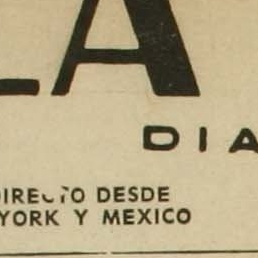 LA
DIA
DIRECTO DESDE
YORK Y MEXICO